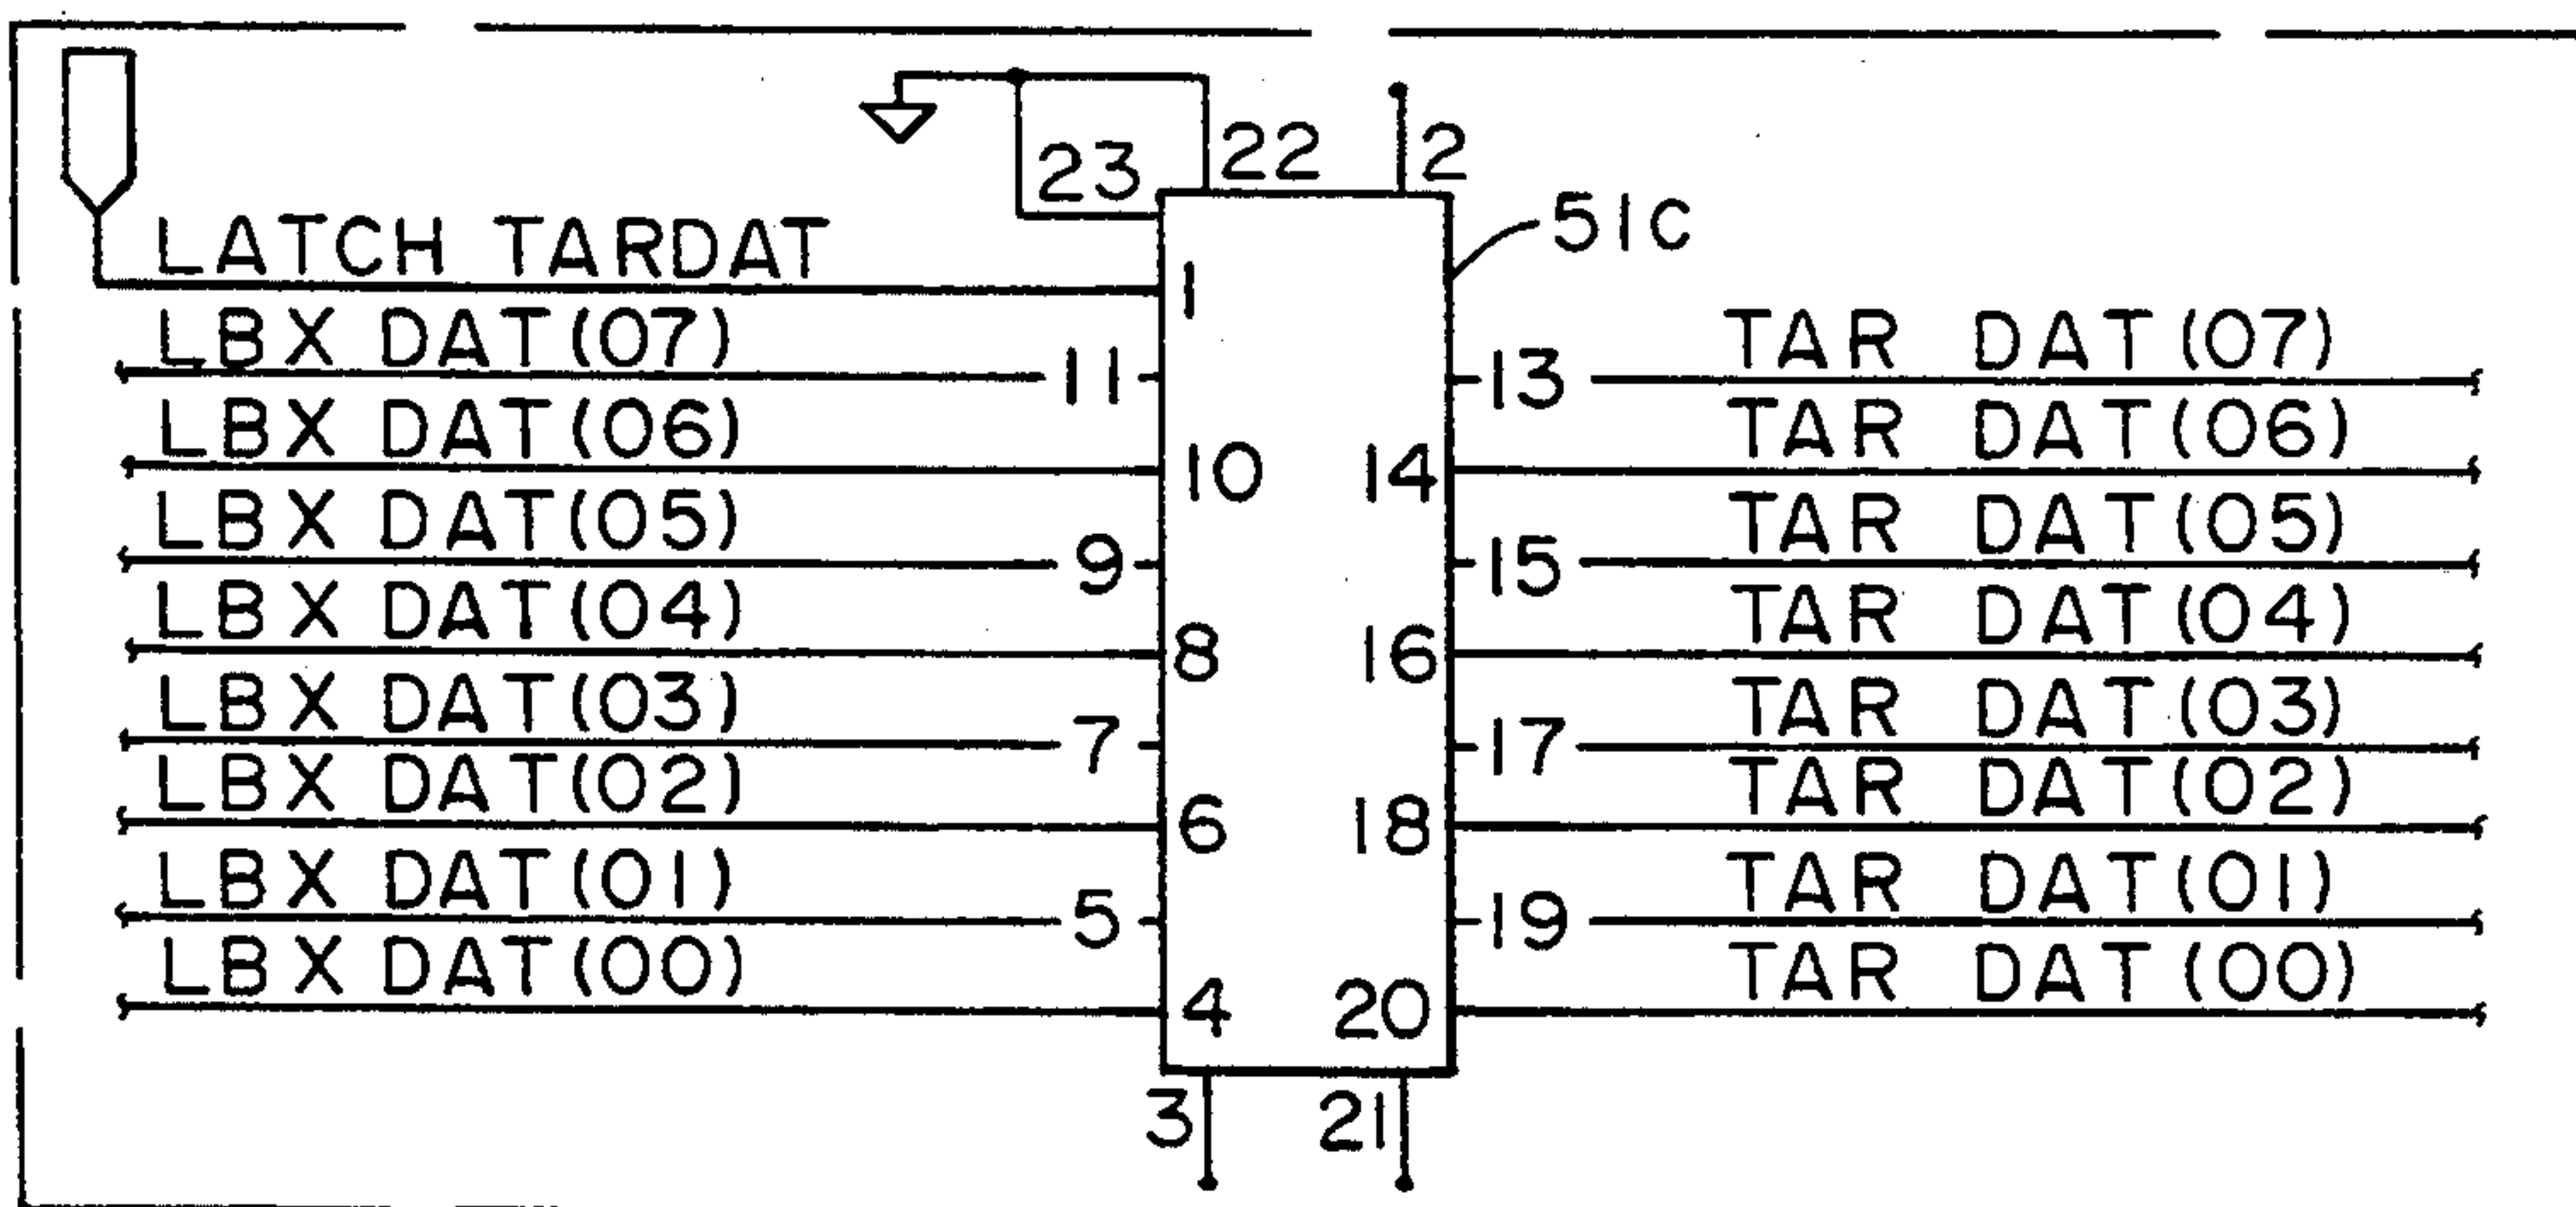 22 2
23
51C
LATCH TARDAT 1
LBX DAT(07) 11 13 TAR DAT(07)
LBX DAT(06) 10 14 TAR DAT(06)
LBX DAT(05) 9 15 TAR DAT(05)
LBX DAT(04) 8 16 TAR DAT(04)
LBX DAT(03) 7 17 TAR DAT(03)
LBX DAT(02) 6 18 TAR DAT(02)
LBX DAT(01) 5 19 TAR DAT(01)
LBX DAT(00) 4 20 TAR DAT(00)
3 21